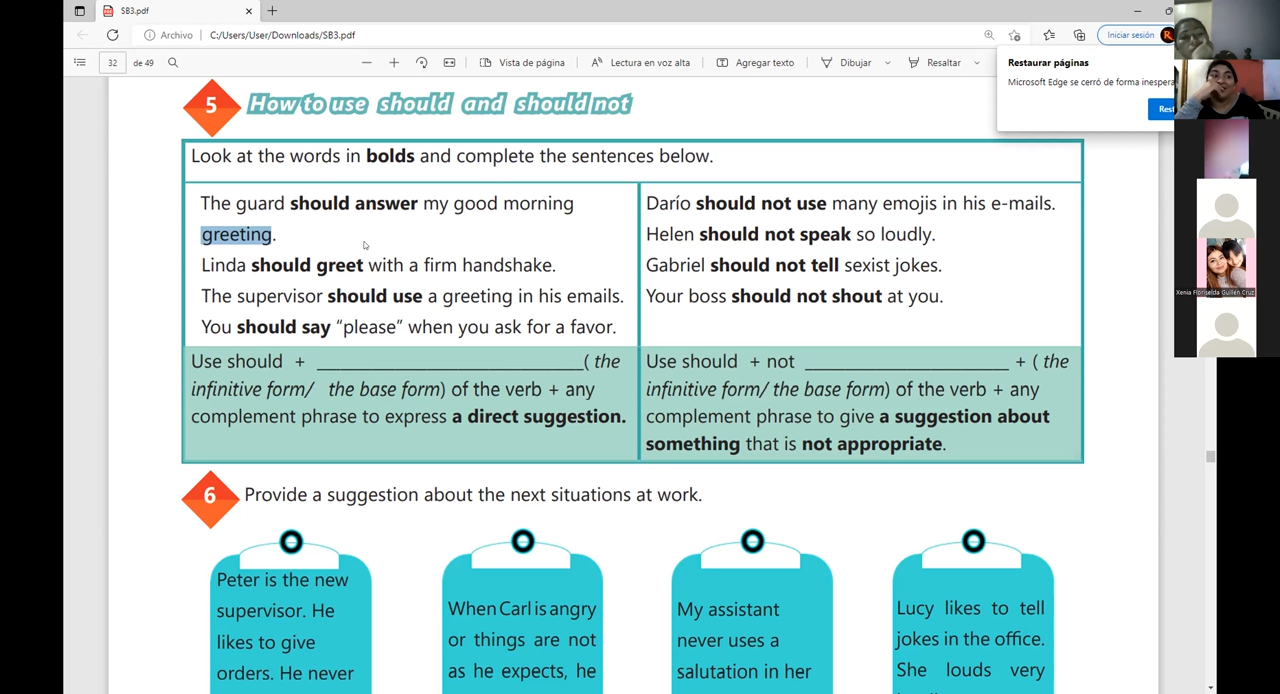 SB3.pdf
Archivo C:/Users/User/Downloads/SB3.pdf
Iniciar sesión R
32 de 49
Vista de página
Lectura en voz alta
Agregar texto
Dibujar
Resaltar
Restaurar páginas
Microsoft Edge se cerró de forma inespera
Rest
Xenia Floriselda Guillén Cruz
5 How to use should and should not
Look at the words in bolds and complete the sentences below.
The guard should answer my good morning
greeting.
Linda should greet with a firm handshake.
The supervisor should use a greeting in his emails.
You should say “please” when you ask for a favor.
Darío should not use many emojis in his e-mails.
Helen should not speak so loudly.
Gabriel should not tell sexist jokes.
Your boss should not shout at you.
Use should + ____________________________( the
infinitive form/ the base form) of the verb + any
complement phrase to express a direct suggestion.
Use should + not _____________________ + ( the
infinitive form/ the base form) of the verb + any
complement phrase to give a suggestion about
something that is not appropriate.
6 Provide a suggestion about the next situations at work.
Peter is the new
supervisor. He
likes to give
orders. He never
When Carl is angry
or things are not
as he expects, he
My assistant
never uses a
salutation in her
Lucy likes to tell
jokes in the office.
She louds very